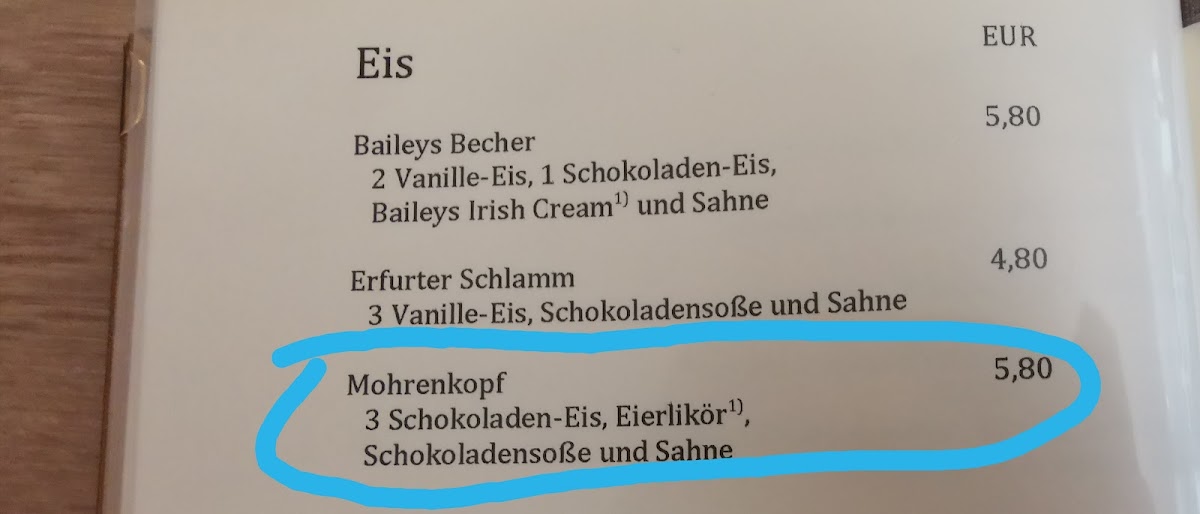 Eis EUR
Baileys Becher 5,80
2 Vanille-Eis, 1 Schokoladen-Eis,
Baileys Irish Cream¹⁾ und Sahne
Erfurter Schlamm 4,80
3 Vanille-Eis, Schokoladensoße und Sahne
Mohrenkopf 5,80
3 Schokoladen-Eis, Eierlikör¹⁾,
Schokoladensoße und Sahne